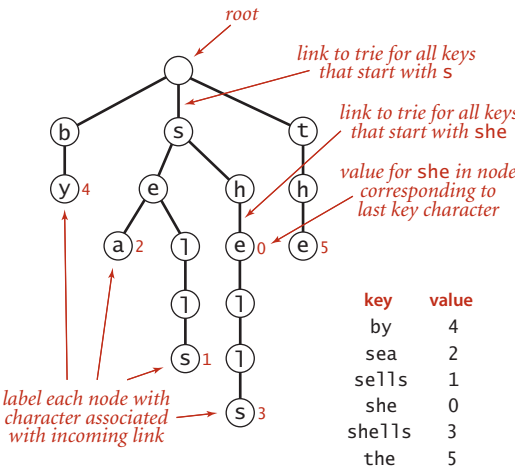 root
link to trie for all keys
that start with s
link to trie for all keys
that start with she
b
s
t
value for she in node
corresponding to
last key character
y 4
e
h
h
a 2
l
e 0
e 5
l
l
key value
by 4
s 1
l
sea 2
sells 1
label each node with
character associated
with incoming link
s 3
she 0
shells 3
the 5